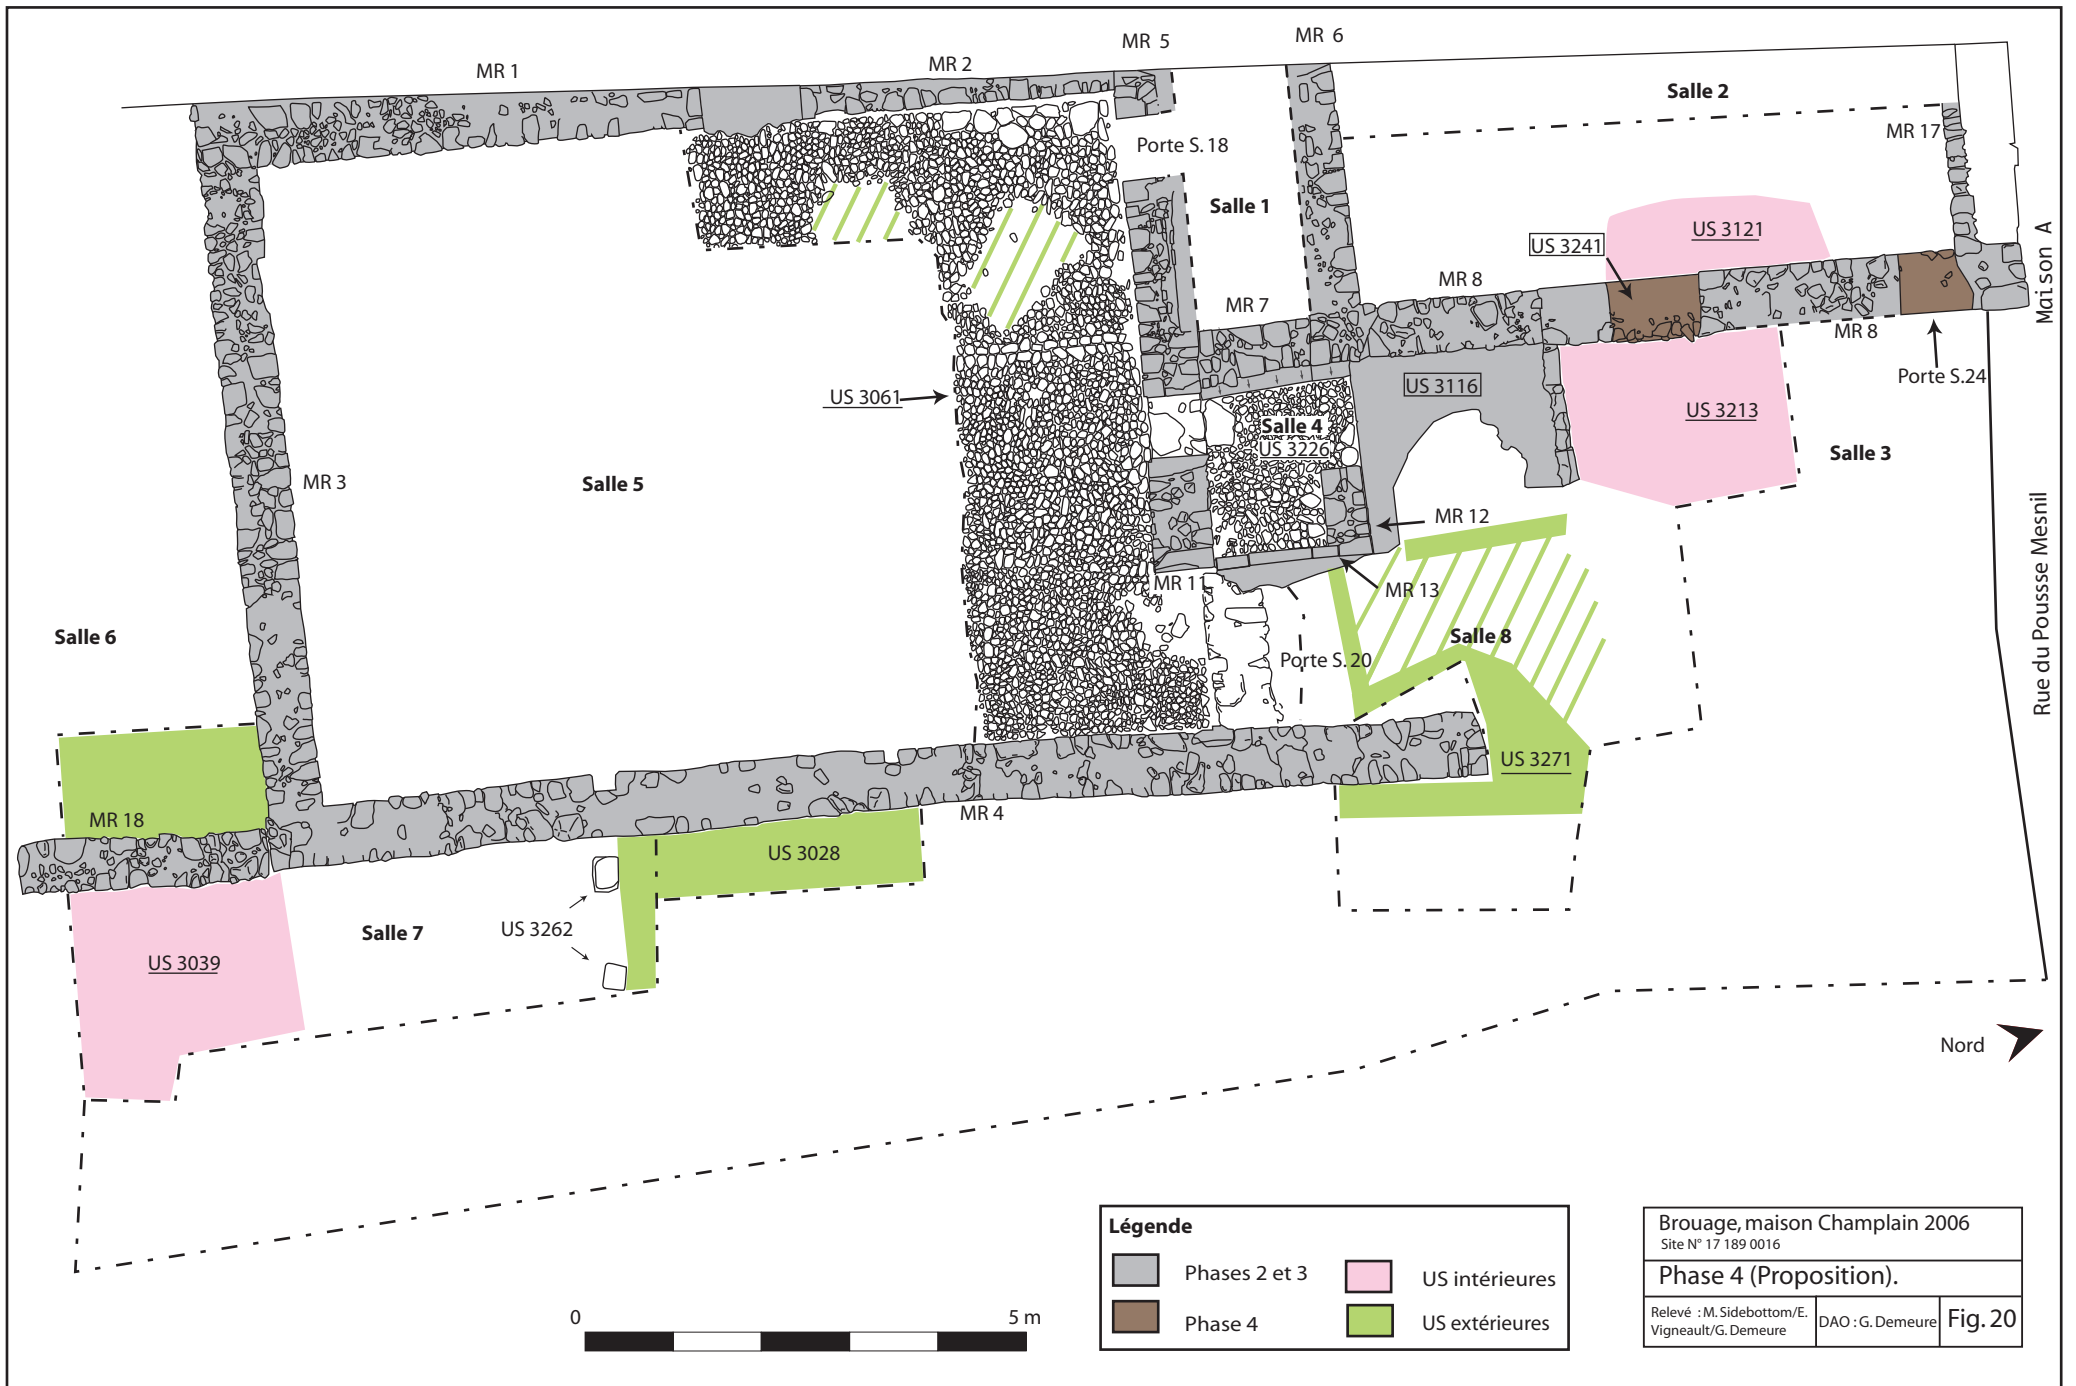 MR 1
MR 2
MR 5
MR 6
Salle 2
MR 17
Porte S. 18
Salle 1
US 3121
US 3241
Maison A
MR 8
MR 7
MR 8
Porte S.24
US 3061
US 3116
US 3213
Salle 4
US 3226
Salle 3
MR 3
Salle 5
MR 12
Rue du Pousse Mesnil
MR 11
MR 13
Salle 6
Salle 8
Porte S. 20
US 3271
MR 18
MR 4
US 3028
US 3262
Salle 7
US 3039
Nord
Légende
Phases 2 et 3
US intérieures
Phase 4
US extérieures
0
5 m
Brouage, maison Champlain 2006
Site N° 17 189 0016
Phase 4 (Proposition).
Relevé : M. Sidebottom/E.
Vigneault/G. Demeure
DAO : G. Demeure
Fig. 20